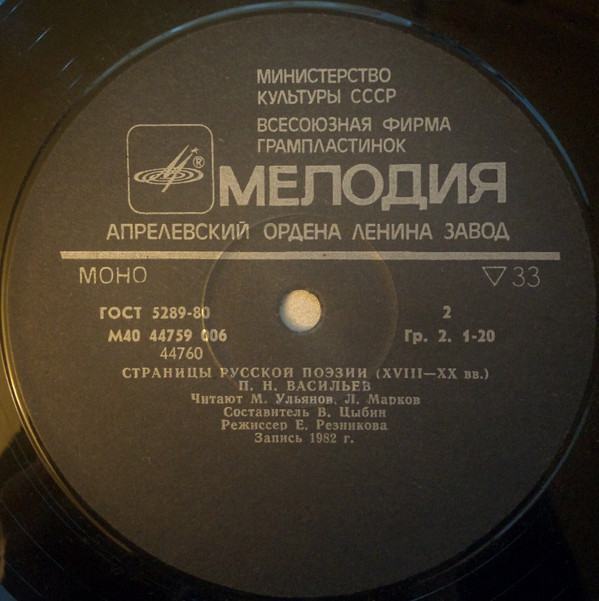 МИНИСТЕРСТВО
КУЛЬТУРЫ СССР
ВСЕСОЮЗНАЯ ФИРМА
ГРАМПЛАСТИНОК
® МЕЛОДИЯ
АПРЕЛЕВСКИЙ ОРДЕНА ЛЕНИНА ЗАВОД
МОНО ▽33
ГОСТ 5289-80 2
М40 44759 006 Гр. 2. 1-20
44760
СТРАНИЦЫ РУССКОЙ ПОЭЗИИ (XVIII—XX вв.)
П. Н. ВАСИЛЬЕВ
Читают М. Ульянов, Л. Марков
Составитель В. Цыбин
Режиссер Е. Резникова
Запись 1982 г.